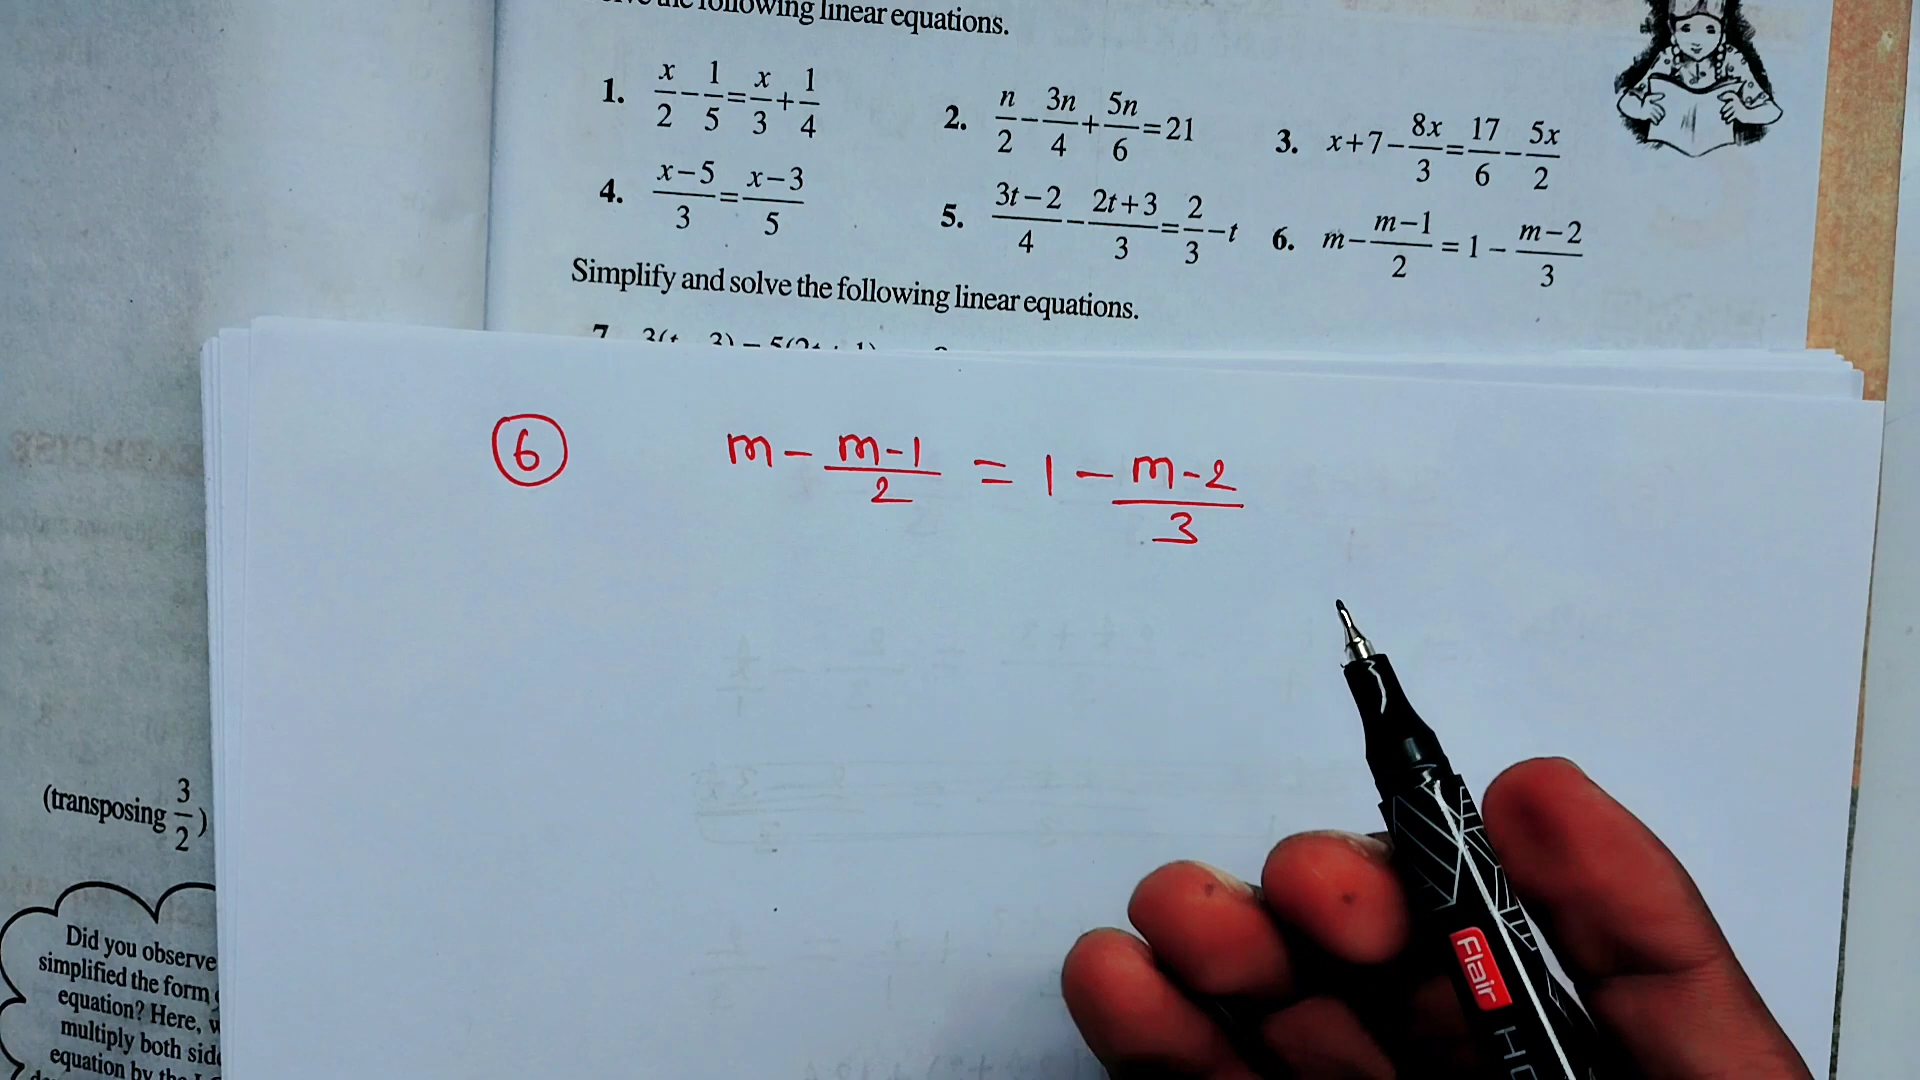 the following linear equations.
1. x/2 - 1/5 = x/3 + 1/4
2. n/2 - 3n/4 + 5n/6 = 21
3. x + 7 - 8x/3 = 17/6 - 5x/2
4. x-5/3 = x-3/5
5. 3t-2/4 - 2t+3/3 = 2/3 - t
6. m - m-1/2 = 1 - m-2/3
Simplify and solve the following linear equations.
7.
6 m - m-1/2 = 1 - m-2/3
(transposing 3/2)
Did you observe
simplified the form
equation? Here, w
multiply both side
equation by the
Flair